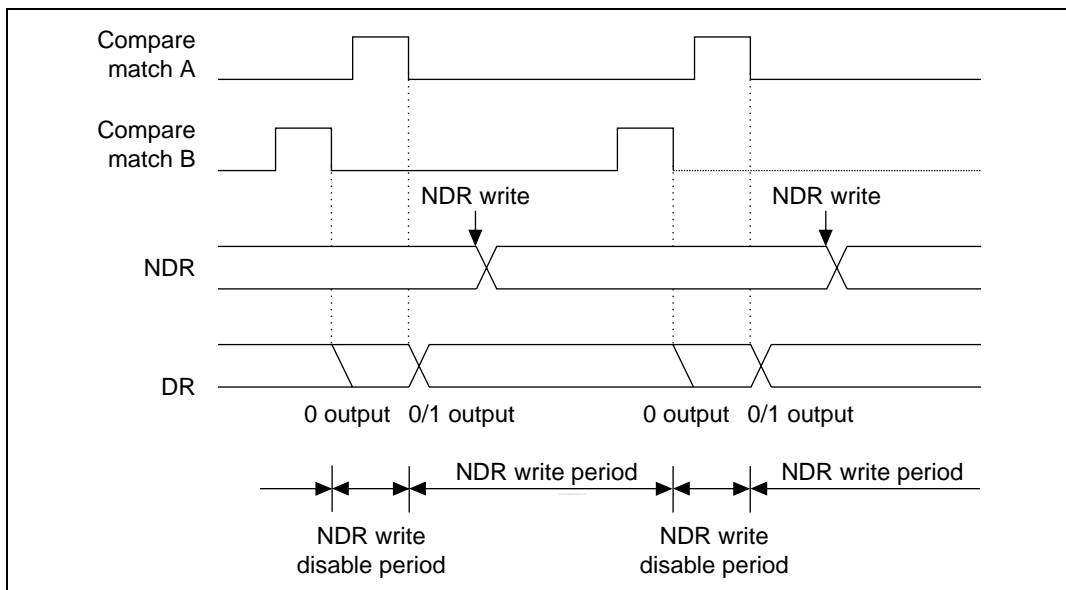 Compare
match A
Compare
match B
NDR write
NDR write
NDR
DR
0 output
0/1 output
0 output
0/1 output
NDR write period
NDR write period
NDR write
disable period
NDR write
disable period